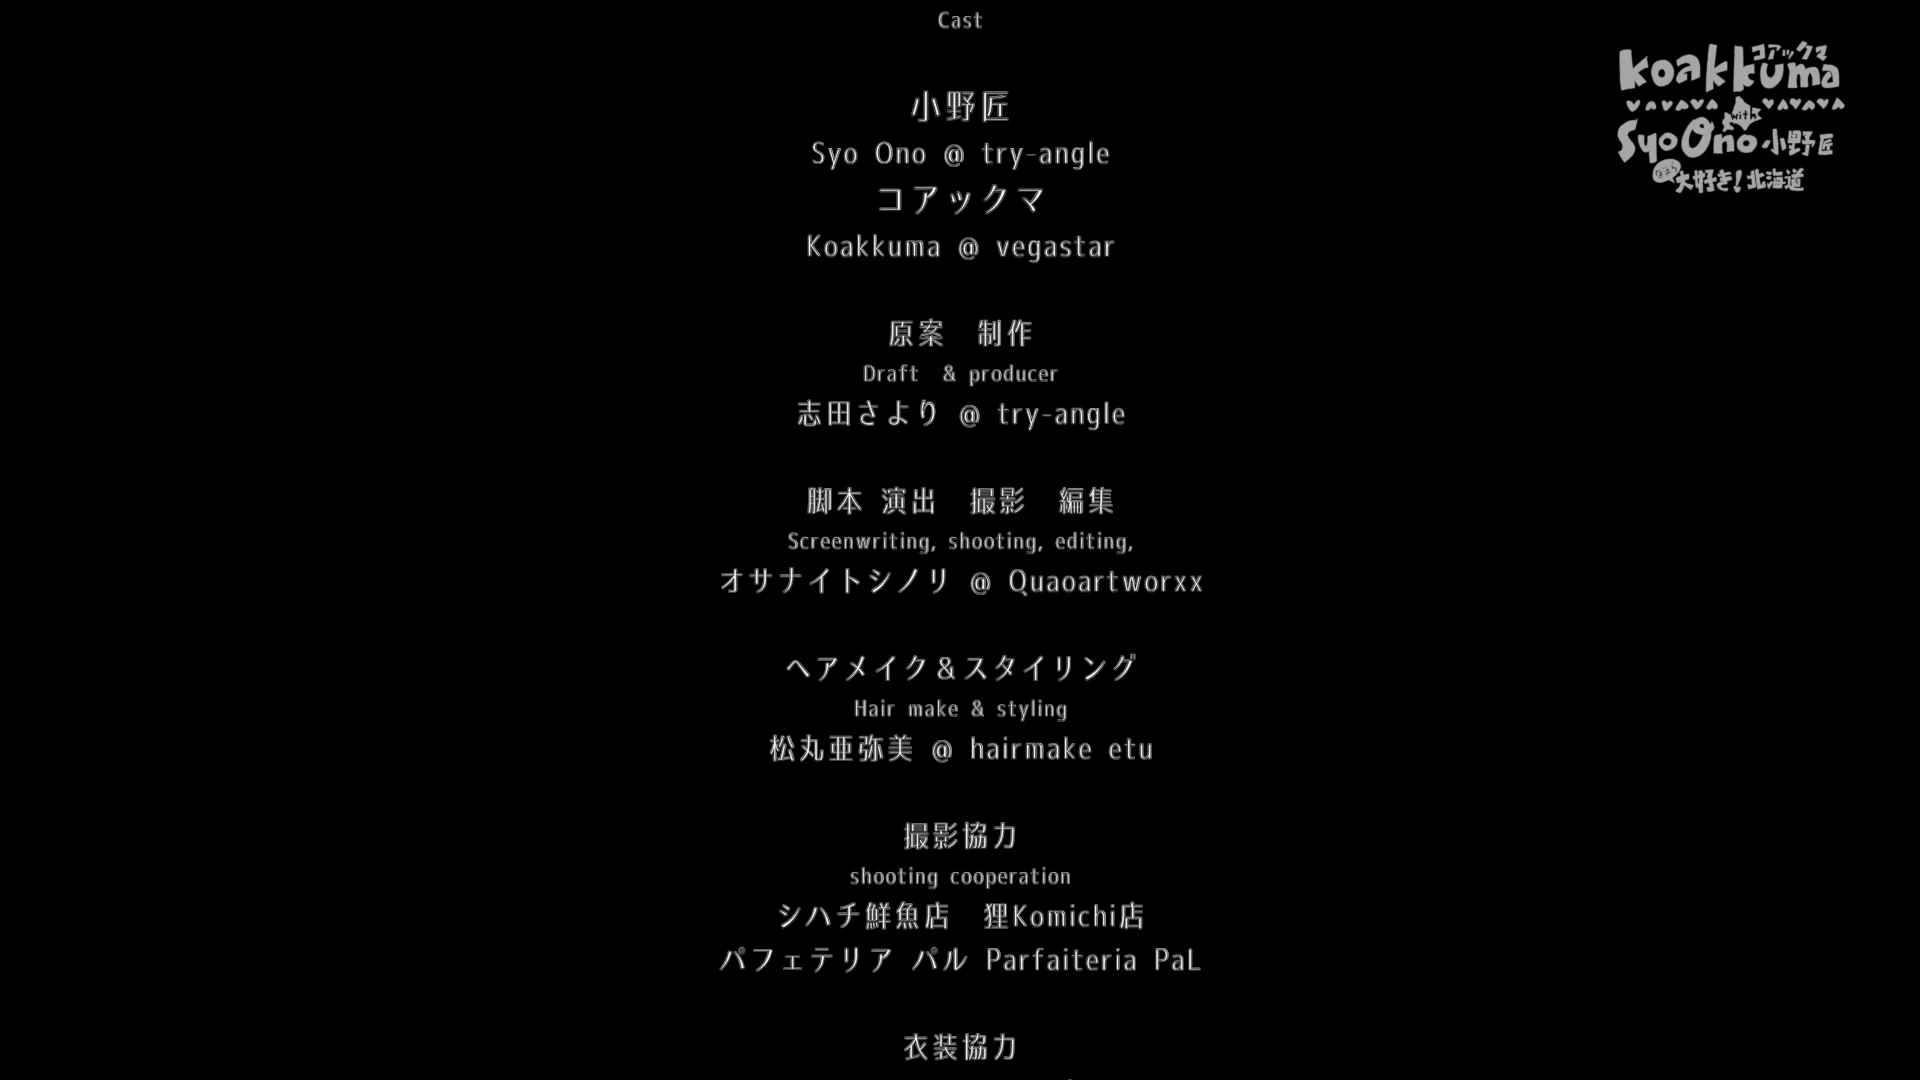 Cast
小野匠
Syo Ono @ try-angle
コアックマ
Koakkuma @ vegastar
原案　制作
Draft & producer
志田さより @ try-angle
脚本 演出　撮影　編集
Screenwriting, shooting, editing,
オサナイトシノリ @ Quaoartworxx
ヘアメイク＆スタイリング
Hair make & styling
松丸亜弥美 @ hairmake etu
撮影協力
shooting cooperation
シハチ鮮魚店　狸Komichi店
パフェテリア パル Parfaiteria PaL
衣装協力
コアックマ
Koakkuma
with
Syo Ono 小野匠
大好き！北海道